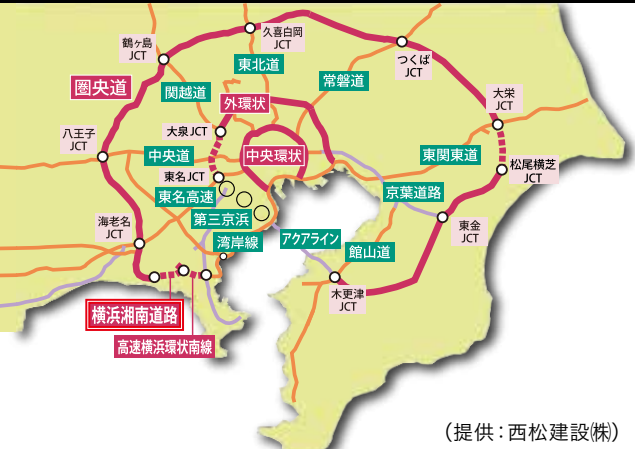 鶴ヶ島
JCT
久喜白岡
JCT
つくば
JCT
東北道
常磐道
圏央道
関越道
外環状
大栄
JCT
八王子
JCT
大泉JCT
中央道
中央環状
東関東道
松尾横芝
JCT
東名JCT
東名高速
京葉道路
第三京浜
海老名
JCT
湾岸線
アクアライン
館山道
東金
JCT
木更津
JCT
横浜湘南道路
高速横浜環状南線
(提供:西松建設㈱)